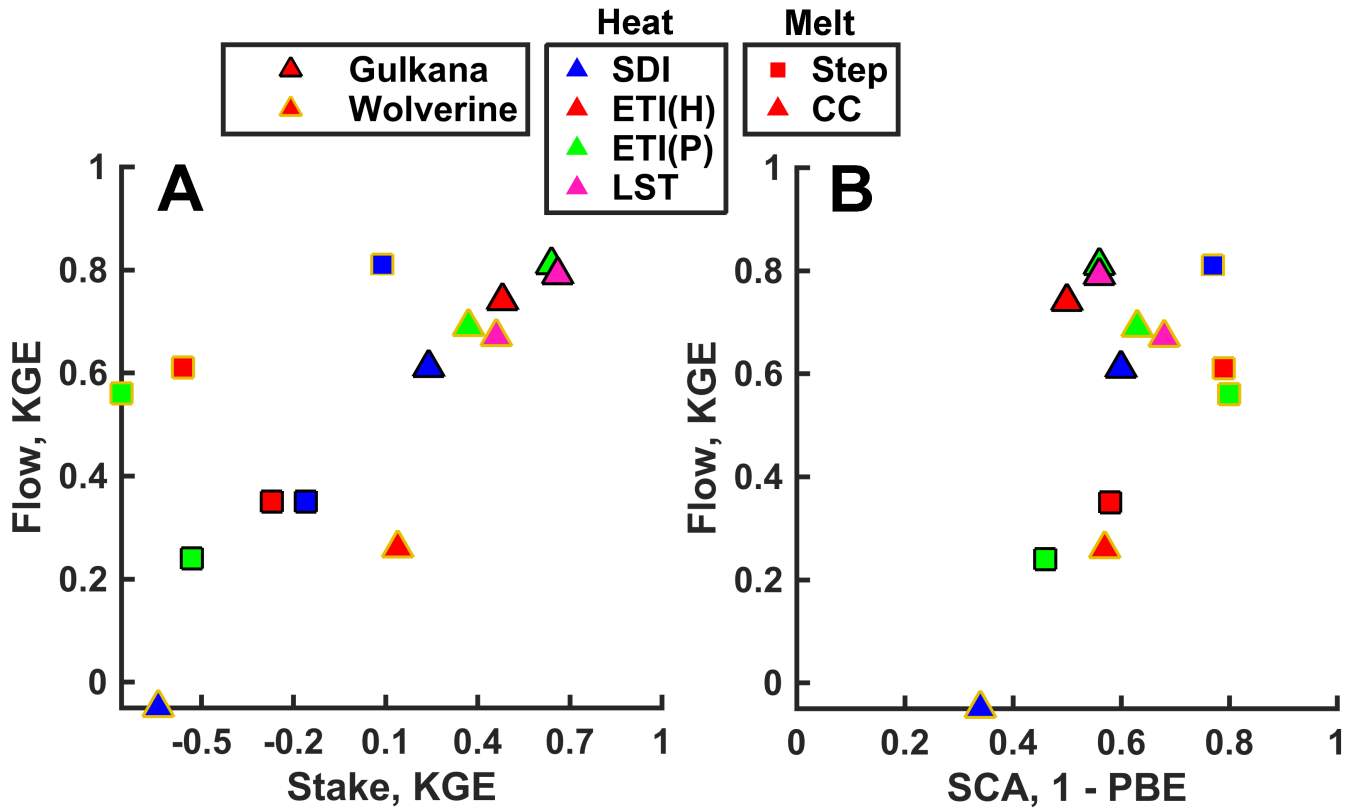 Heat Melt
Gulkana SDI Step
Wolverine ETI(H) CC
ETI(P)
LST
A
1
0.8
0.6
0.4
0.2
0
Flow, KGE
-0.5 -0.2 0.1 0.4 0.7 1
Stake, KGE
B
1
0.8
0.6
0.4
0.2
0
Flow, KGE
0 0.2 0.4 0.6 0.8 1
SCA, 1 - PBE